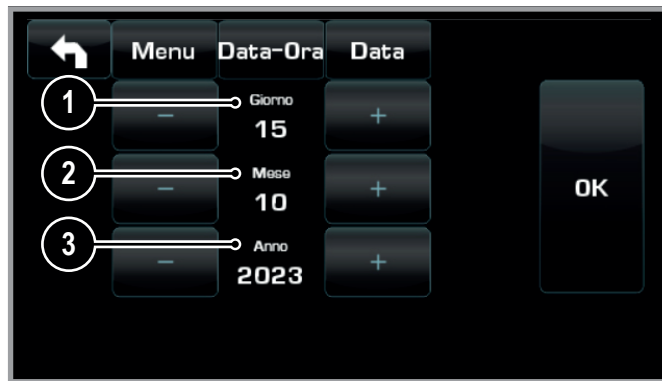 Menu Data-Ora Data
1 Giorno
- 15 +
2 Mese
- 10 + OK
3 Anno
- 2023 +